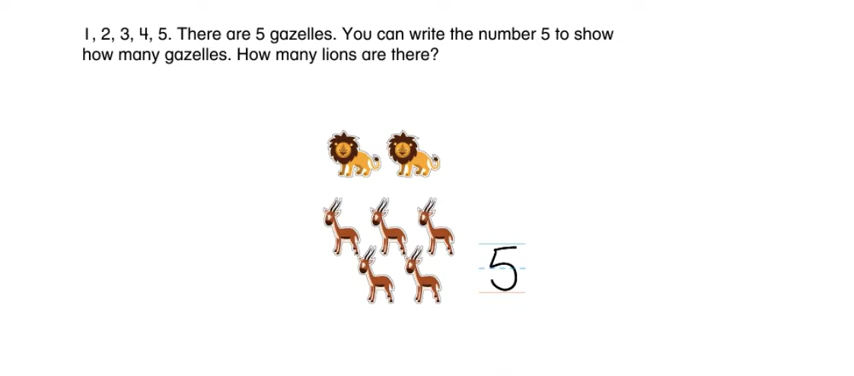 1, 2, 3, 4, 5. There are 5 gazelles. You can write the number 5 to show
how many gazelles. How many lions are there?
5